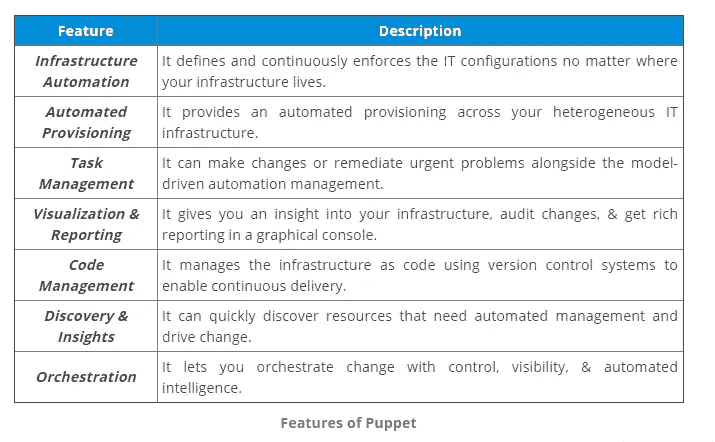 Feature Description
Infrastructure Automation It defines and continuously enforces the IT configurations no matter where
your infrastructure lives.
Automated Provisioning It provides an automated provisioning across your heterogeneous IT
infrastructure.
Task Management It can make changes or remediate urgent problems alongside the model-
driven automation management.
Visualization & Reporting It gives you an insight into your infrastructure, audit changes, & get rich
reporting in a graphical console.
Code Management It manages the infrastructure as code using version control systems to
enable continuous delivery.
Discovery & Insights It can quickly discover resources that need automated management and
drive change.
Orchestration It lets you orchestrate change with control, visibility, & automated
intelligence.
Features of Puppet